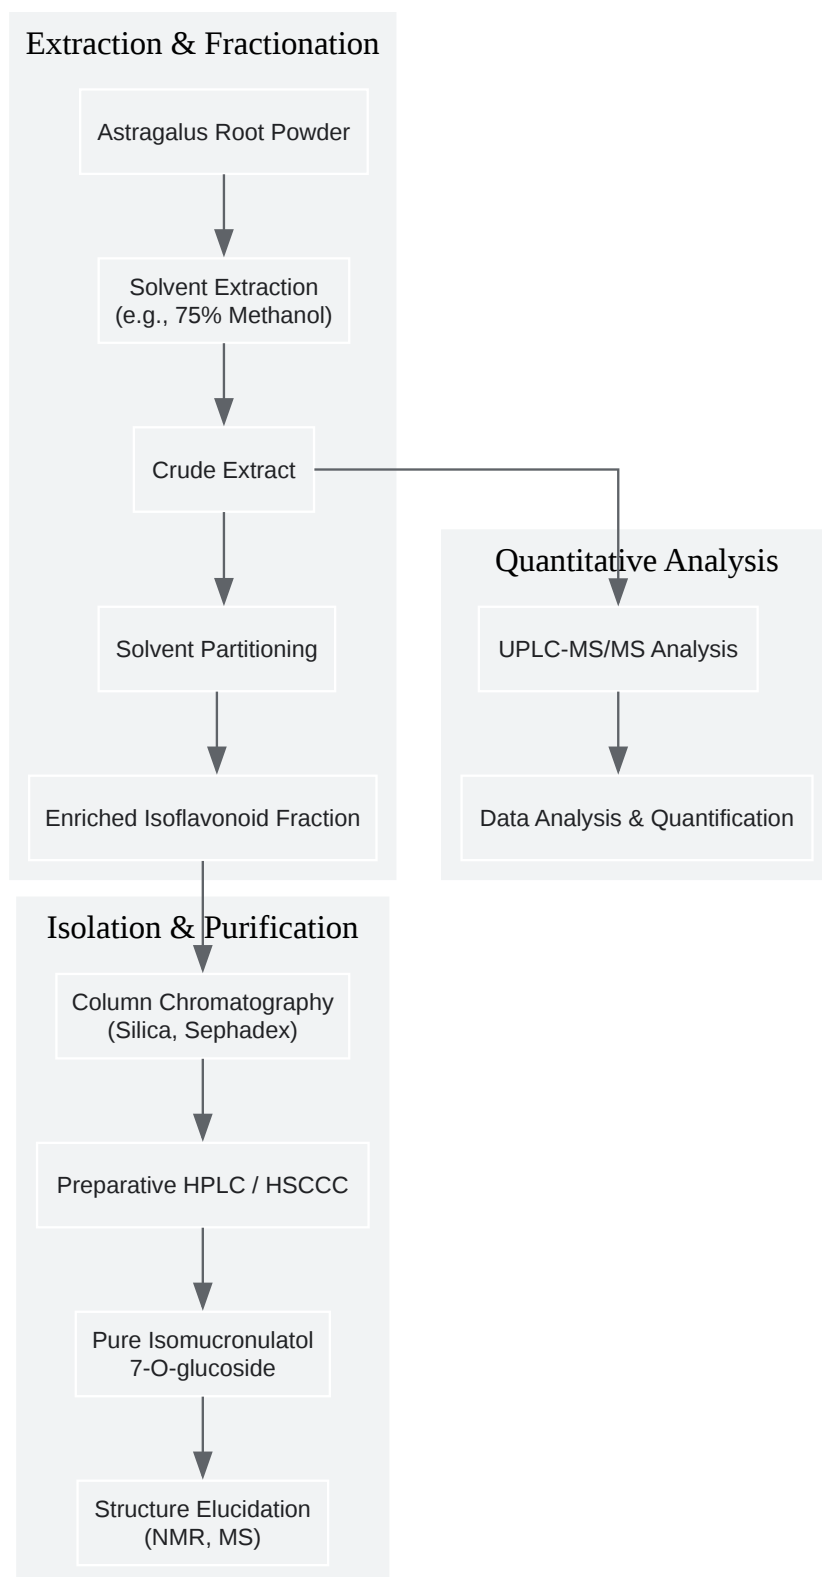 Extraction & Fractionation
Astragalus Root Powder
Solvent Extraction
(e.g., 75% Methanol)
Crude Extract
Solvent Partitioning
Enriched Isoflavonoid Fraction
Quantitative Analysis
UPLC-MS/MS Analysis
Data Analysis & Quantification
Isolation & Purification
Column Chromatography
(Silica, Sephadex)
Preparative HPLC / HSCCC
Pure Isomucronulatol
7-O-glucoside
Structure Elucidation
(NMR, MS)